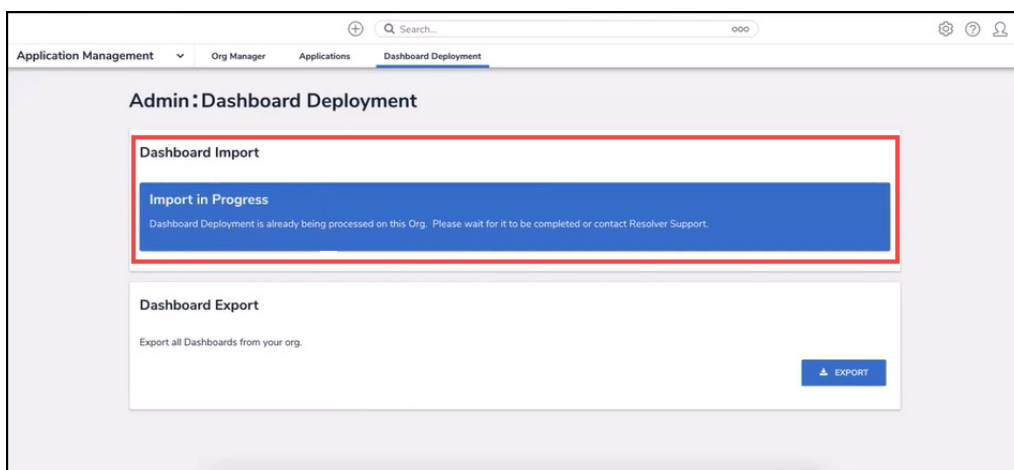 Search...
Application Management Org Manager Applications Dashboard Deployment
Admin:Dashboard Deployment
Dashboard Import
Import in Progress
Dashboard Deployment is already being processed on this Org. Please wait for it to be completed or contact Resolver Support.
Dashboard Export
Export all Dashboards from your org.
EXPORT